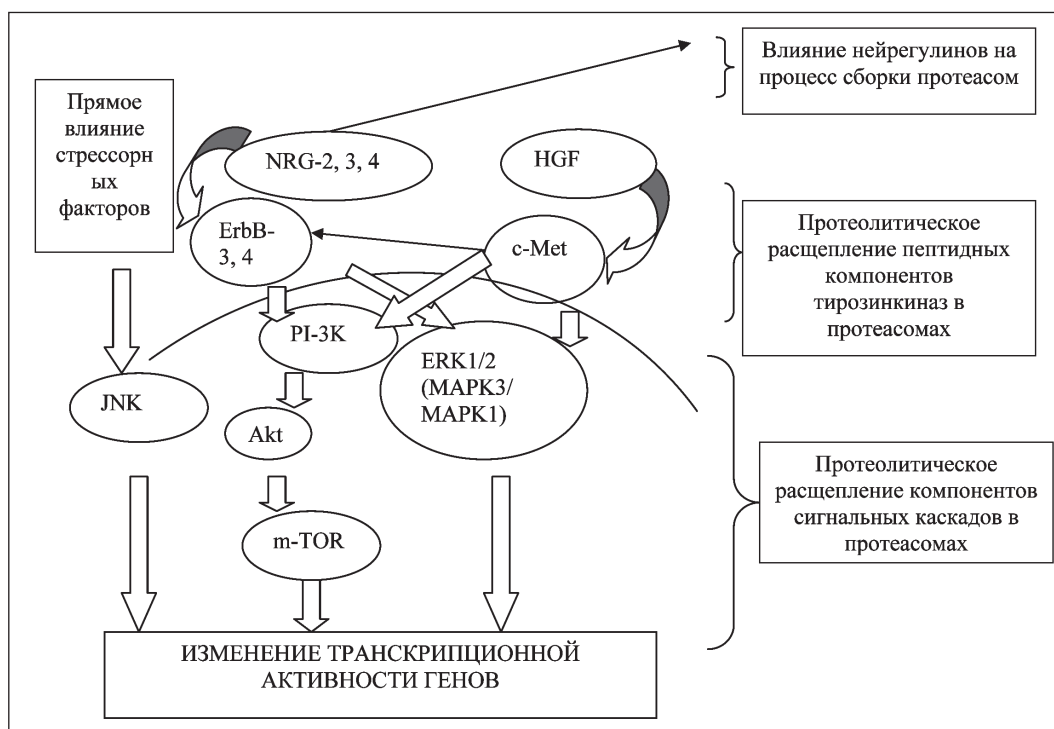 Влияние нейрегулинов на
процесс сборки протеасом
Прямое
влияние
стрессорн
ых
факторов
NRG-2, 3, 4
HGF
ErbB-
3, 4
c-Met
Протеолитическое
расщепление пептидных
компонентов
тирозинкиназ в
протеасомах
PI-3K
ERK1/2
(MAPK3/
MAPK1)
JNK
Akt
Протеолитическое
расщепление компонентов
сигнальных каскадов в
протеасомах
m-TOR
ИЗМЕНЕНИЕ ТРАНСКРИПЦИОННОЙ
АКТИВНОСТИ ГЕНОВ